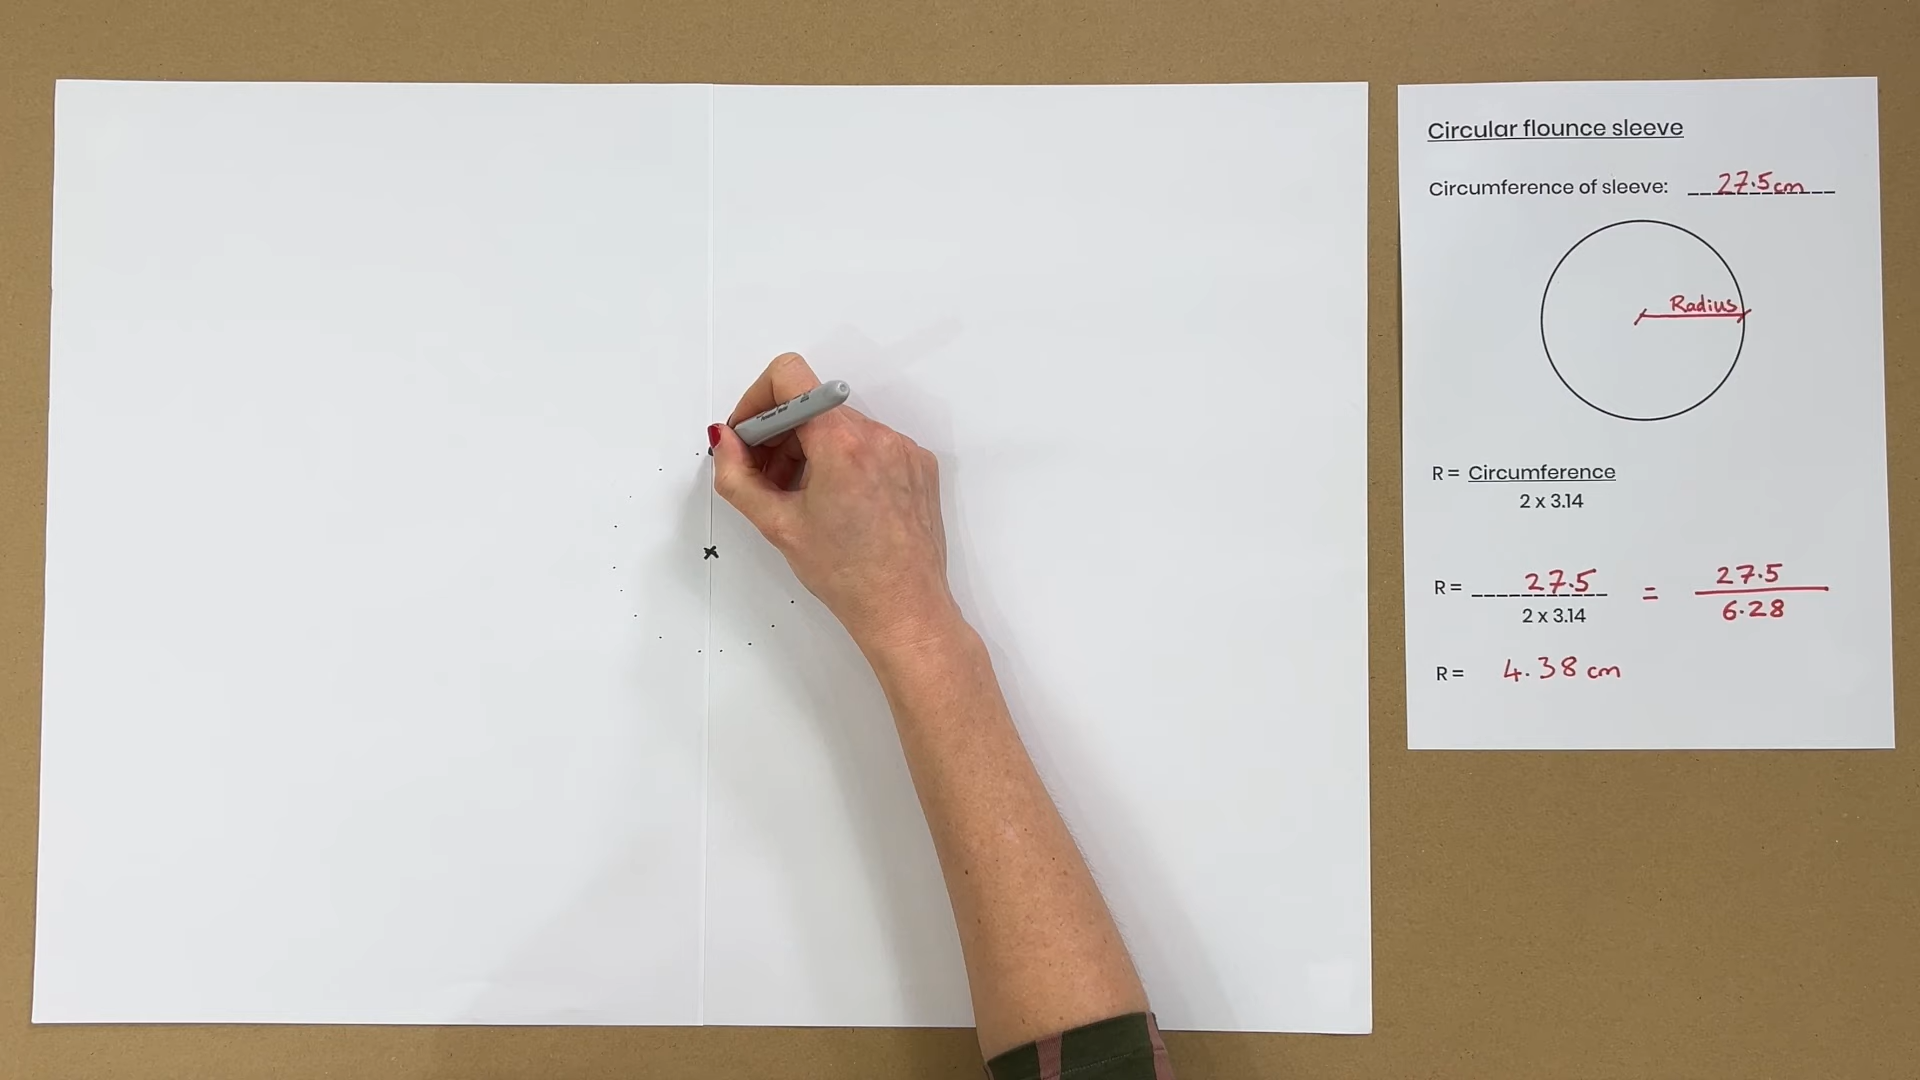 Circular flounce sleeve
Circumference of sleeve: 27.5cm
Radius
R = Circumference
2 x 3.14
R = 27.5 = 27.5
2 x 3.14 6.28
R = 4.38 cm
x